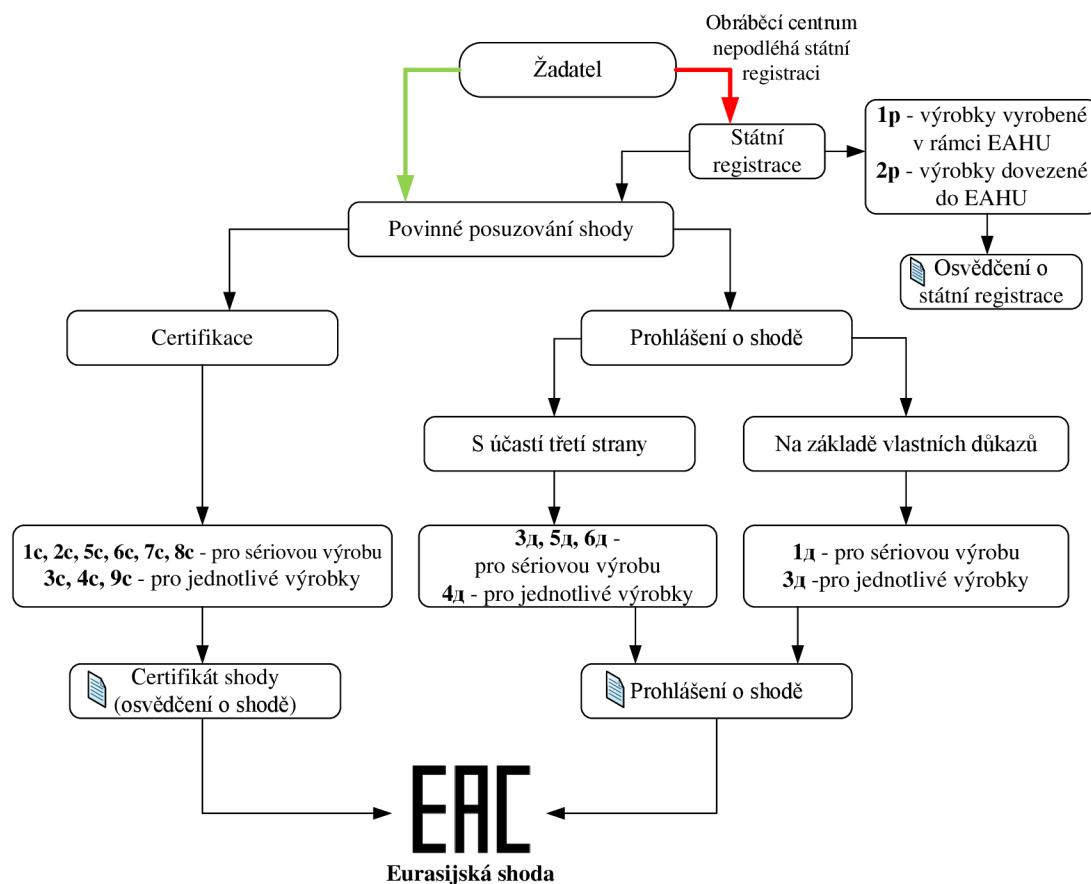 Obráběcí centrum
nepodléhá státní
registraci
Žadatel
Státní
registrace
1р - výrobky vyrobené
v rámci EAHU
2р - výrobky dovezené
do EAHU
Povinné posuzování shody
Osvědčení o
státní registrace
Certifikace
Prohlášení o shodě
S účastí třetí strany
Na základě vlastních důkazů
1с, 2с, 5с, 6с, 7с, 8с - pro sériovou výrobu
3с, 4с, 9с - pro jednotlivé výrobky
3д, 5д, 6д -
pro sériovou výrobu
4д - pro jednotlivé výrobky
1д - pro sériovou výrobu
3д -pro jednotlivé výrobky
Certifikát shody
(osvědčení o shodě)
Prohlášení o shodě
EAC
Eurasijská shoda